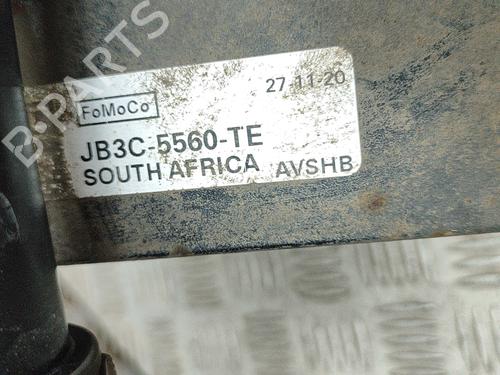 B-PARTS
27-11-20
FoMoCo
JB3C-5560-TE
SOUTH AFRICA AVSHB